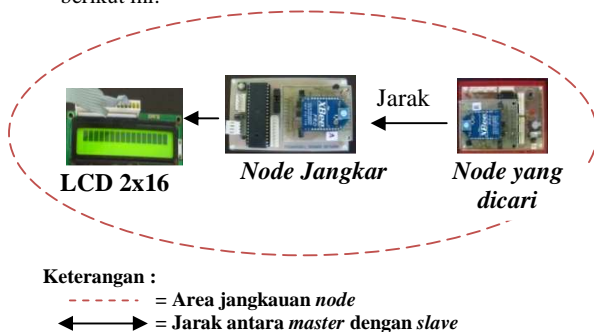 berikut ini:
Jarak
LCD 2x16
Node Jangkar
Node yang
dicari
Keterangan :
= Area jangkauan node
= Jarak antara master dengan slave